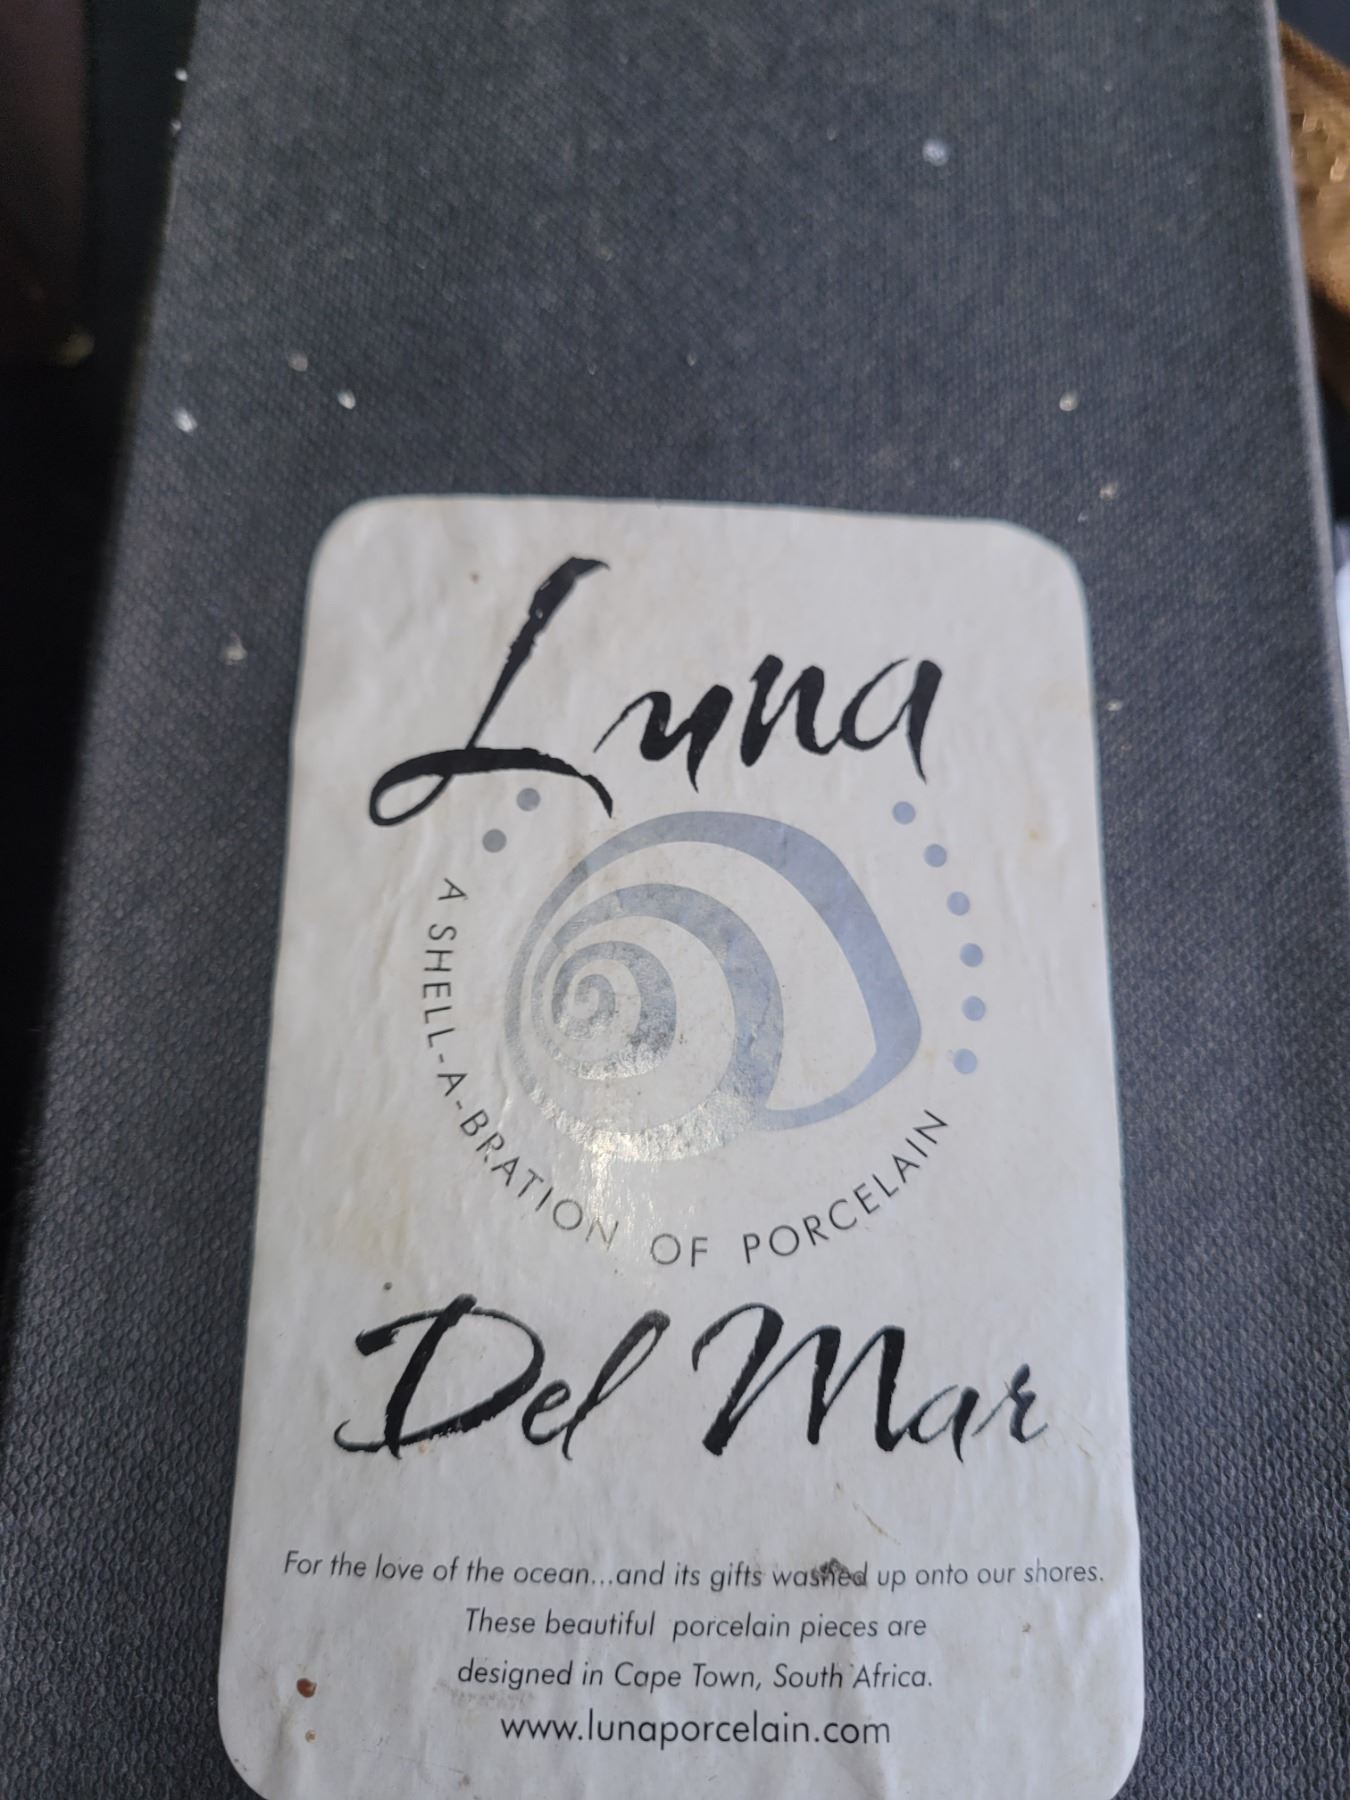 Luna
A SHELL-A-BRATION OF PORCELAIN
Del Mar
For the love of the ocean...and its gifts washed up onto our shores.
These beautiful porcelain pieces are
designed in Cape Town, South Africa.
www.lunaporcelain.com